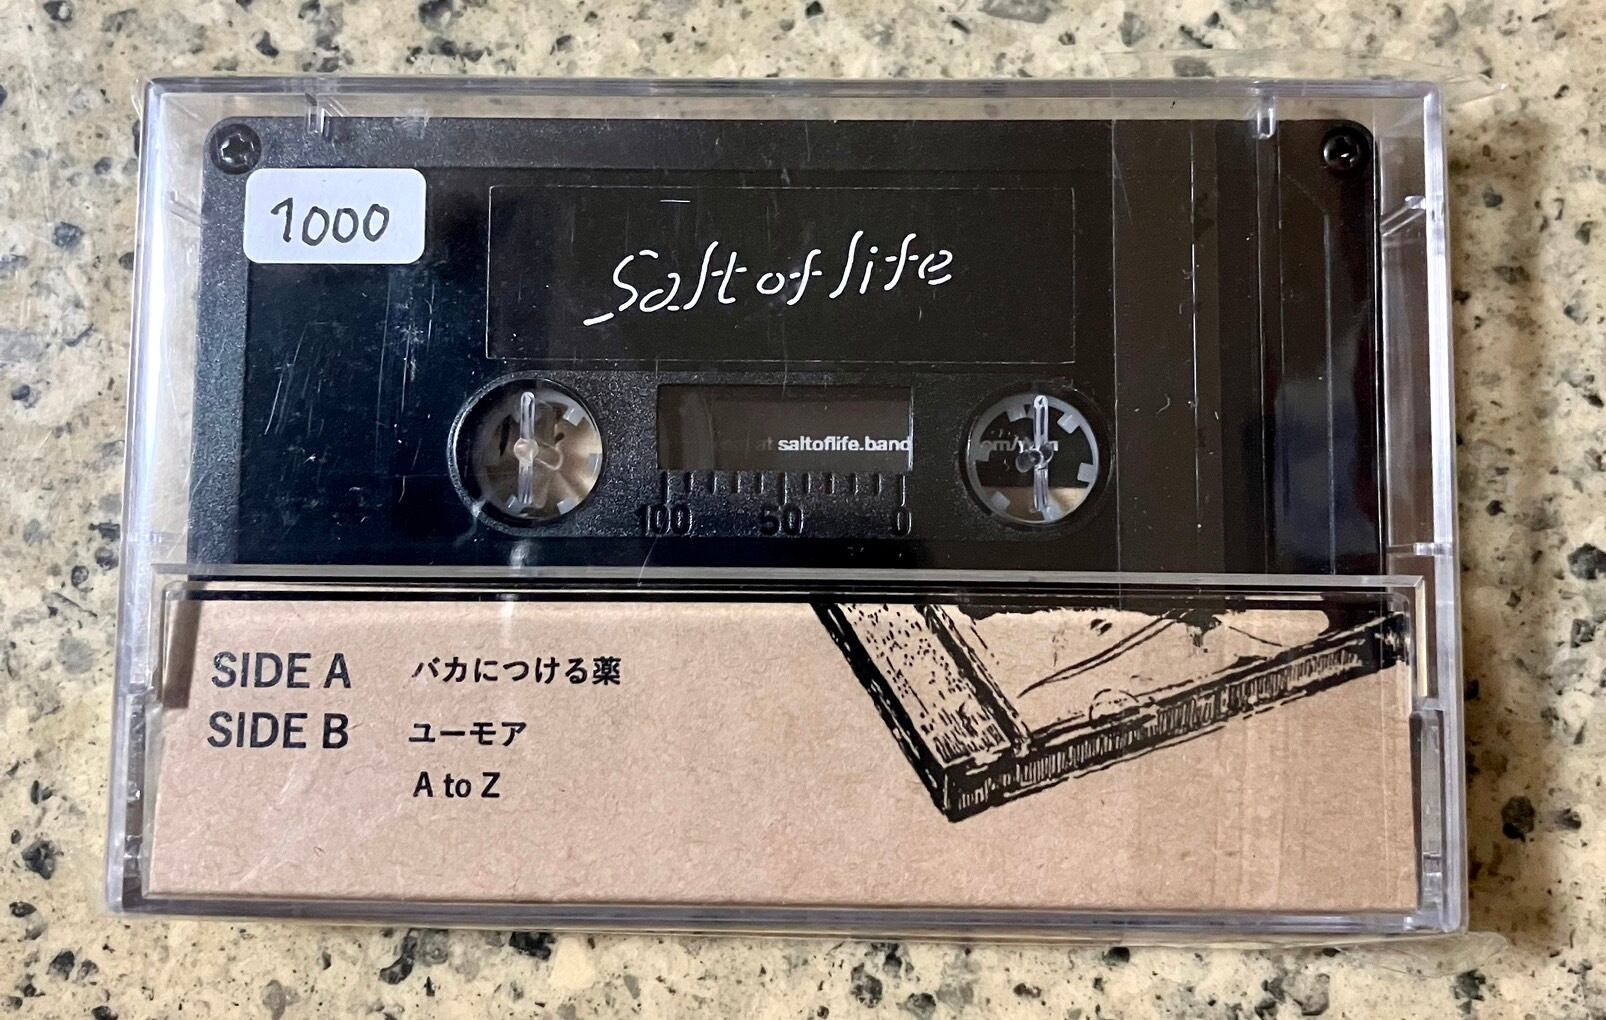 1000
Salt of life
at saltoflife.band
100 50 0
SIDE A バカにつける薬
SIDE B ユーモア
A to Z